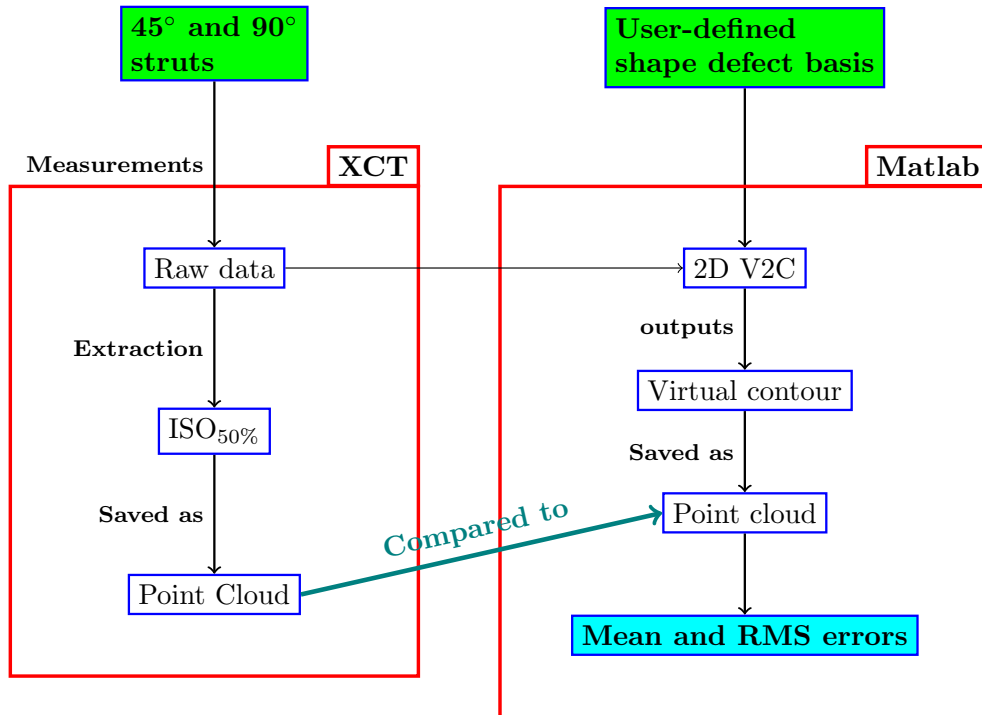 45° and 90°
struts
Measurements
XCT
Raw data
Extraction
ISO₅₀%
Saved as
Point Cloud
Compared to
User-defined
shape defect basis
Matlab
2D V2C
outputs
Virtual contour
Saved as
Point cloud
Mean and RMS errors